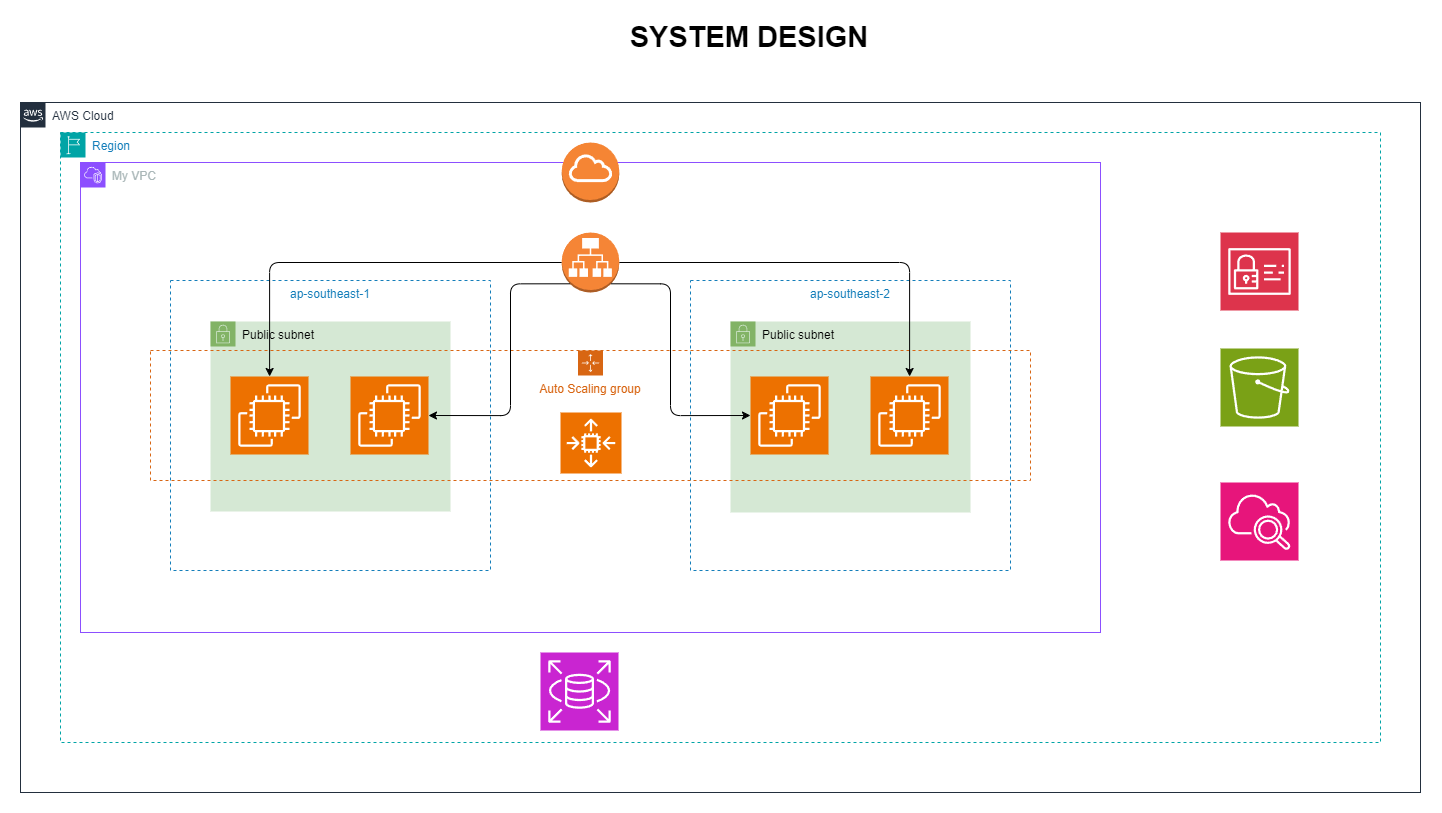 SYSTEM DESIGN
aws
AWS Cloud
Region
My VPC
ap-southeast-1
ap-southeast-2
Public subnet
Public subnet
Auto Scaling group